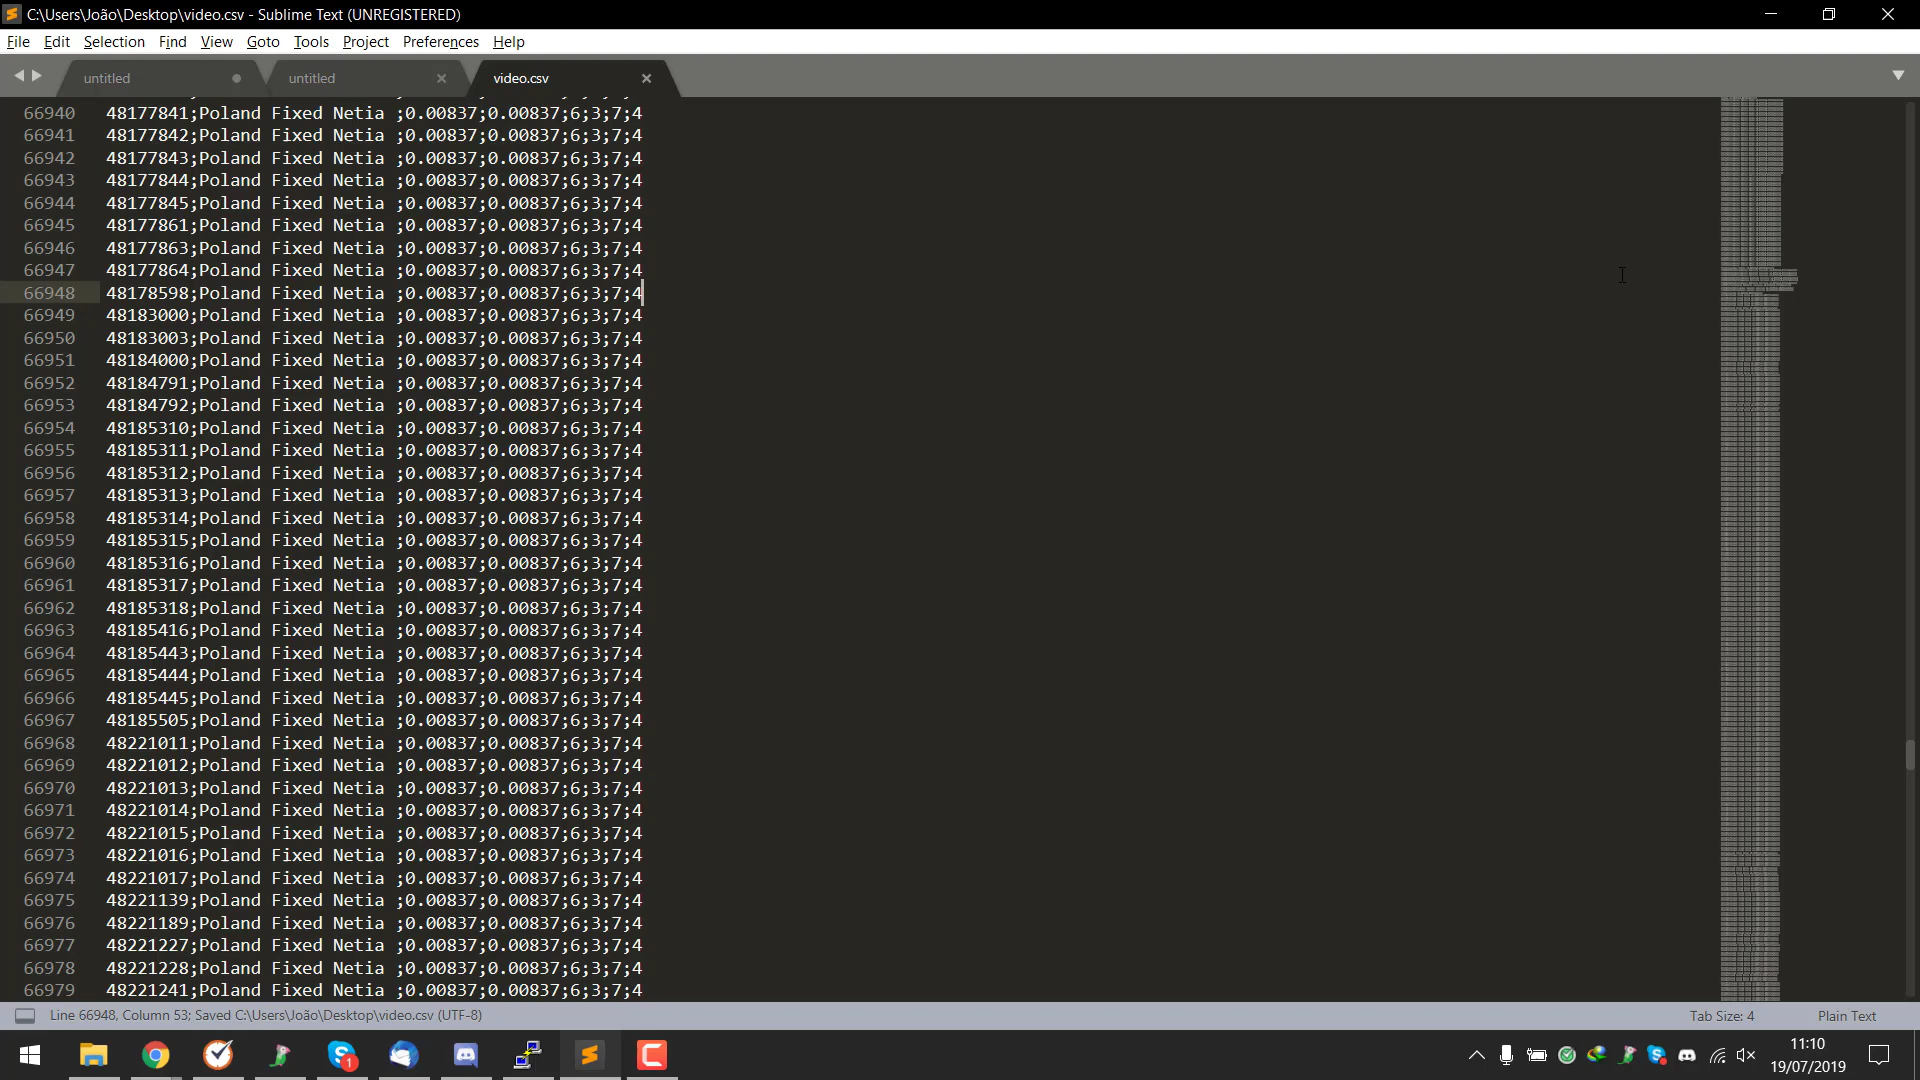 C:\Users\João\Desktop\video.csv - Sublime Text (UNREGISTERED)
File Edit Selection Find View Goto Tools Project Preferences Help
untitled untitled video.csv
66940 48177841;Poland Fixed Netia ;0.00837;0.00837;6;3;7;4
66941 48177842;Poland Fixed Netia ;0.00837;0.00837;6;3;7;4
66942 48177843;Poland Fixed Netia ;0.00837;0.00837;6;3;7;4
66943 48177844;Poland Fixed Netia ;0.00837;0.00837;6;3;7;4
66944 48177845;Poland Fixed Netia ;0.00837;0.00837;6;3;7;4
66945 48177861;Poland Fixed Netia ;0.00837;0.00837;6;3;7;4
66946 48177863;Poland Fixed Netia ;0.00837;0.00837;6;3;7;4
66947 48177864;Poland Fixed Netia ;0.00837;0.00837;6;3;7;4
66948 48178598;Poland Fixed Netia ;0.00837;0.00837;6;3;7;4
66949 48183000;Poland Fixed Netia ;0.00837;0.00837;6;3;7;4
66950 48183003;Poland Fixed Netia ;0.00837;0.00837;6;3;7;4
66951 48184000;Poland Fixed Netia ;0.00837;0.00837;6;3;7;4
66952 48184791;Poland Fixed Netia ;0.00837;0.00837;6;3;7;4
66953 48184792;Poland Fixed Netia ;0.00837;0.00837;6;3;7;4
66954 48185310;Poland Fixed Netia ;0.00837;0.00837;6;3;7;4
66955 48185311;Poland Fixed Netia ;0.00837;0.00837;6;3;7;4
66956 48185312;Poland Fixed Netia ;0.00837;0.00837;6;3;7;4
66957 48185313;Poland Fixed Netia ;0.00837;0.00837;6;3;7;4
66958 48185314;Poland Fixed Netia ;0.00837;0.00837;6;3;7;4
66959 48185315;Poland Fixed Netia ;0.00837;0.00837;6;3;7;4
66960 48185316;Poland Fixed Netia ;0.00837;0.00837;6;3;7;4
66961 48185317;Poland Fixed Netia ;0.00837;0.00837;6;3;7;4
66962 48185318;Poland Fixed Netia ;0.00837;0.00837;6;3;7;4
66963 48185416;Poland Fixed Netia ;0.00837;0.00837;6;3;7;4
66964 48185443;Poland Fixed Netia ;0.00837;0.00837;6;3;7;4
66965 48185444;Poland Fixed Netia ;0.00837;0.00837;6;3;7;4
66966 48185445;Poland Fixed Netia ;0.00837;0.00837;6;3;7;4
66967 48185505;Poland Fixed Netia ;0.00837;0.00837;6;3;7;4
66968 48221011;Poland Fixed Netia ;0.00837;0.00837;6;3;7;4
66969 48221012;Poland Fixed Netia ;0.00837;0.00837;6;3;7;4
66970 48221013;Poland Fixed Netia ;0.00837;0.00837;6;3;7;4
66971 48221014;Poland Fixed Netia ;0.00837;0.00837;6;3;7;4
66972 48221015;Poland Fixed Netia ;0.00837;0.00837;6;3;7;4
66973 48221016;Poland Fixed Netia ;0.00837;0.00837;6;3;7;4
66974 48221017;Poland Fixed Netia ;0.00837;0.00837;6;3;7;4
66975 48221139;Poland Fixed Netia ;0.00837;0.00837;6;3;7;4
66976 48221189;Poland Fixed Netia ;0.00837;0.00837;6;3;7;4
66977 48221227;Poland Fixed Netia ;0.00837;0.00837;6;3;7;4
66978 48221228;Poland Fixed Netia ;0.00837;0.00837;6;3;7;4
66979 48221241;Poland Fixed Netia ;0.00837;0.00837;6;3;7;4
Line 66948, Column 53; Saved C:\Users\João\Desktop\video.csv (UTF-8) Tab Size: 4 Plain Text
1
11:10
19/07/2019